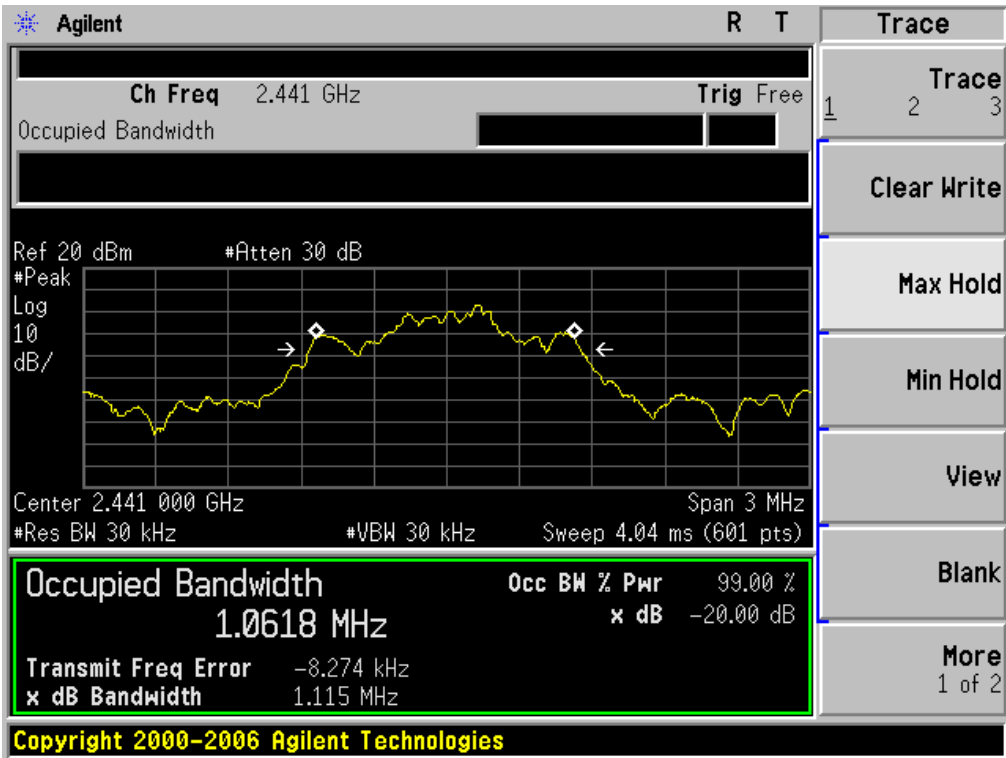 Agilent R T Trace
Ch Freq 2.441 GHz Trig Free
Occupied Bandwidth
Trace
1 2 3
Clear Write
Max Hold
Min Hold
View
Blank
More
1 of 2
Ref 20 dBm #Atten 30 dB
#Peak
Log
10
dB/
Center 2.441 000 GHz Span 3 MHz
#Res BW 30 kHz #VBW 30 kHz Sweep 4.04 ms (601 pts)
Occupied Bandwidth Occ BW % Pwr 99.00 %
1.0618 MHz x dB -20.00 dB
Transmit Freq Error -8.274 kHz
x dB Bandwidth 1.115 MHz
Copyright 2000-2006 Agilent Technologies